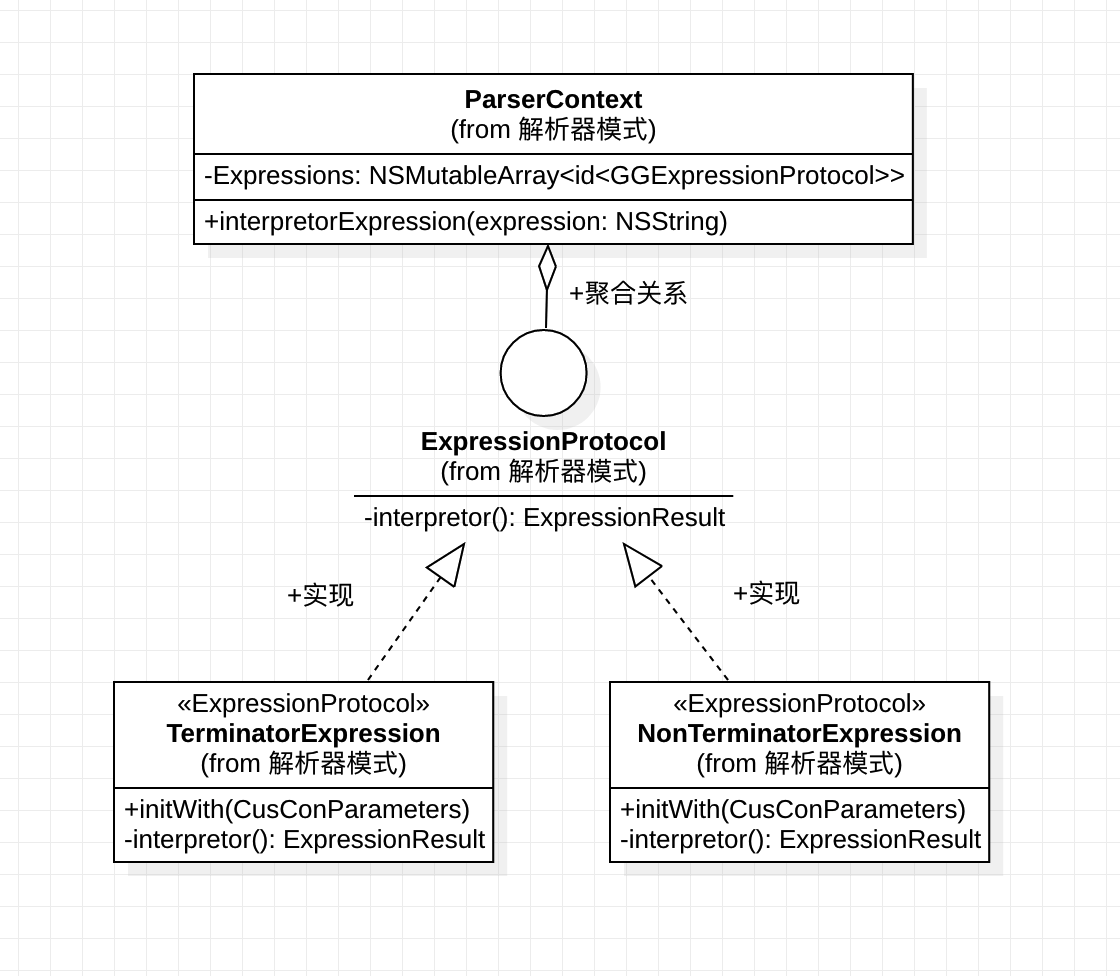 ParserContext
(from 解析器模式)
-Expressions: NSMutableArray<id<GGExpressionProtocol>>
+interpretorExpression(expression: NSString)
+聚合关系
ExpressionProtocol
(from 解析器模式)
-interpretor(): ExpressionResult
+实现
+实现
«ExpressionProtocol»
TerminatorExpression
(from 解析器模式)
+initWith(CusConParameters)
-interpretor(): ExpressionResult
«ExpressionProtocol»
NonTerminatorExpression
(from 解析器模式)
+initWith(CusConParameters)
-interpretor(): ExpressionResult